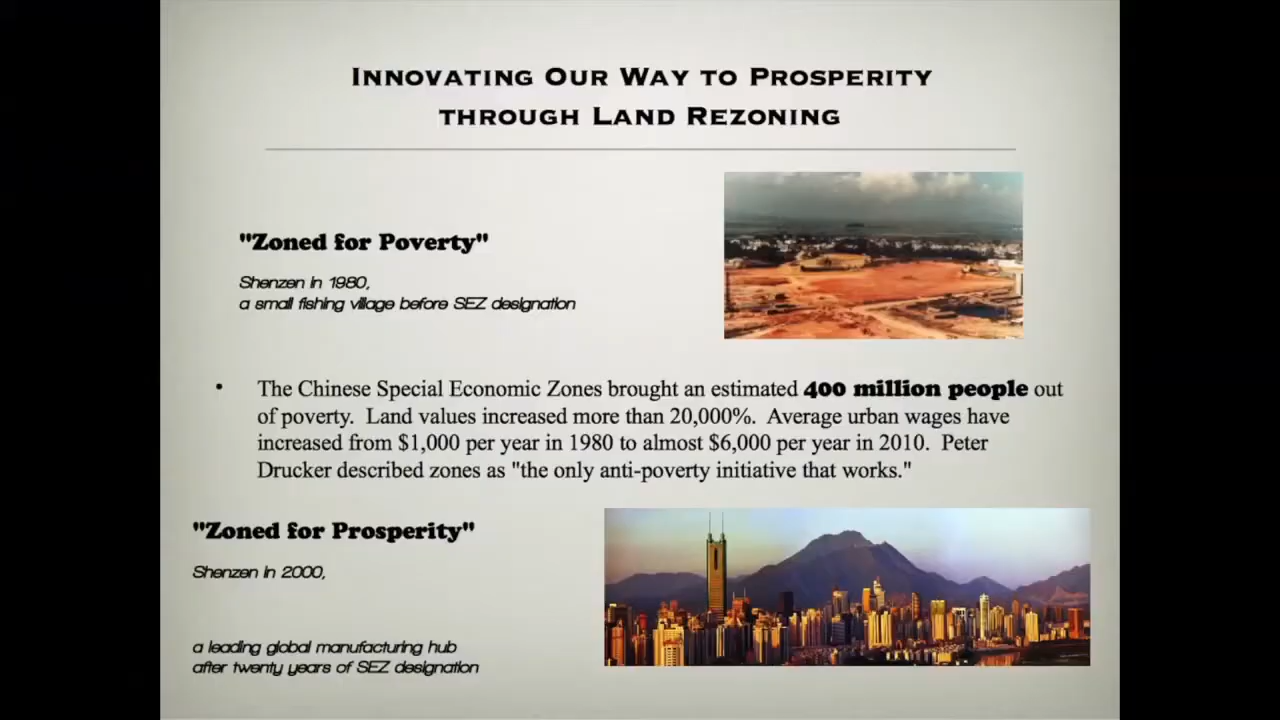 Innovating Our Way to Prosperity
through Land Rezoning
"Zoned for Poverty"
Shenzen in 1980,
a small fishing village before SEZ designation
• The Chinese Special Economic Zones brought an estimated 400 million people out
of poverty.  Land values increased more than 20,000%.  Average urban wages have
increased from $1,000 per year in 1980 to almost $6,000 per year in 2010.  Peter
Drucker described zones as "the only anti-poverty initiative that works."
"Zoned for Prosperity"
Shenzen in 2000,
a leading global manufacturing hub
after twenty years of SEZ designation